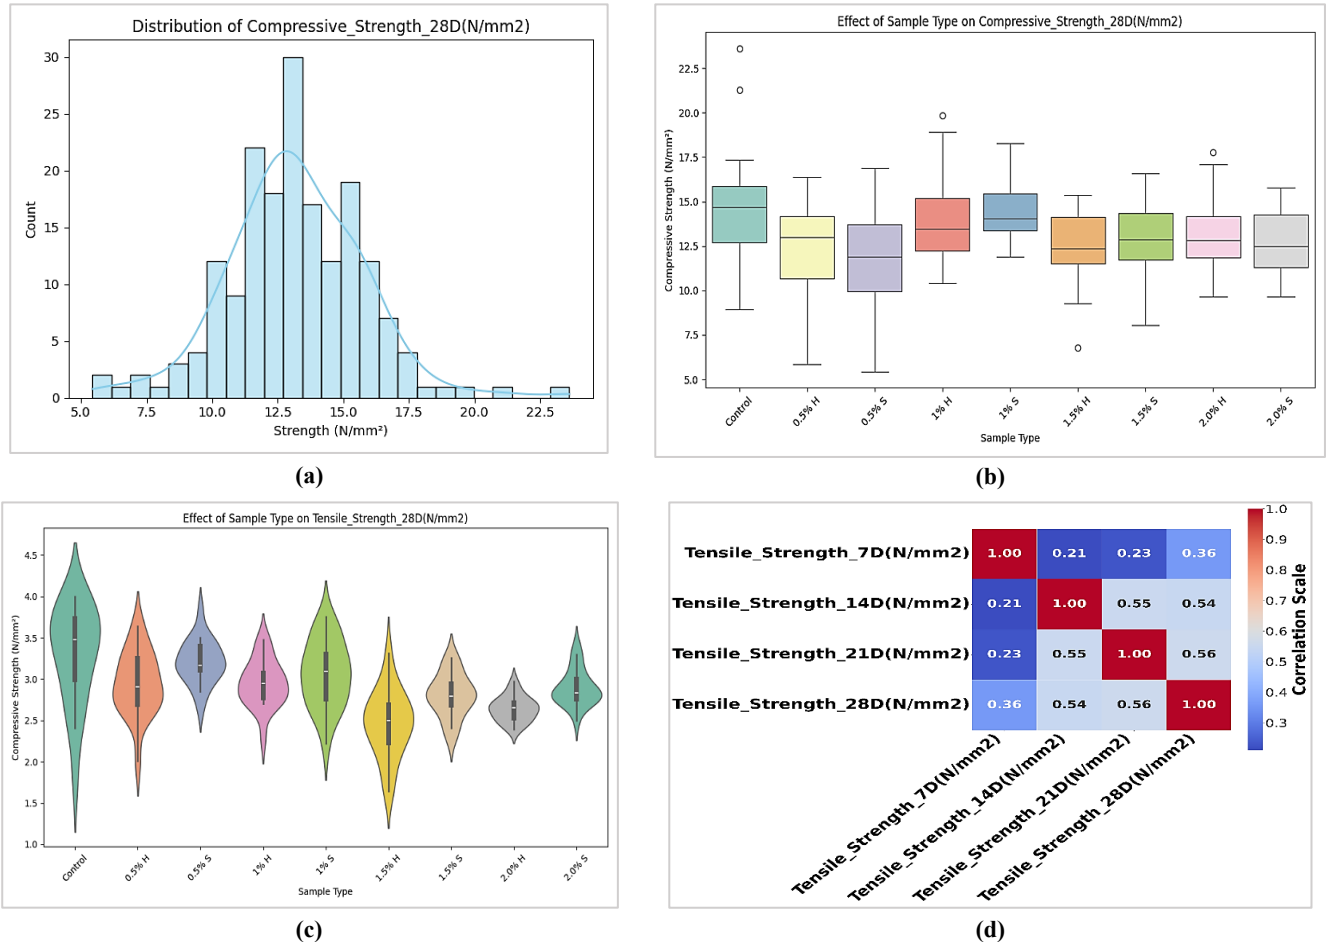 Distribution of Compressive_Strength_28D(N/mm2)
30
25
20
15
10
5
0
Count
5.0 7.5 10.0 12.5 15.0 17.5 20.0 22.5
Strength (N/mm²)
(a)
Effect of Sample Type on Compressive_Strength_28D(N/mm2)
22.5
20.0
17.5
15.0
12.5
10.0
7.5
5.0
Compressive Strength (N/mm²)
Control 0.5% H 0.5% S 1% H 1% S 1.5% H 1.5% S 2.0% H 2.0% S
Sample Type
(b)
Effect of Sample Type on Tensile_Strength_28D(N/mm2)
4.5
4.0
3.5
3.0
2.5
2.0
1.5
1.0
Compressive Strength (N/mm²)
Control 0.5% H 0.5% S 1% H 1% S 1.5% H 1.5% S 2.0% H 2.0% S
Sample Type
(c)
Tensile_Strength_7D(N/mm2) 1.00 0.21 0.23 0.36
Tensile_Strength_14D(N/mm2) 0.21 1.00 0.55 0.54
Tensile_Strength_21D(N/mm2) 0.23 0.55 1.00 0.56
Tensile_Strength_28D(N/mm2) 0.36 0.54 0.56 1.00
Tensile_Strength_7D(N/mm2)
Tensile_Strength_14D(N/mm2)
Tensile_Strength_21D(N/mm2)
Tensile_Strength_28D(N/mm2)
1.0
0.9
0.8
0.7
0.6
0.5
0.4
0.3
Correlation Scale
(d)